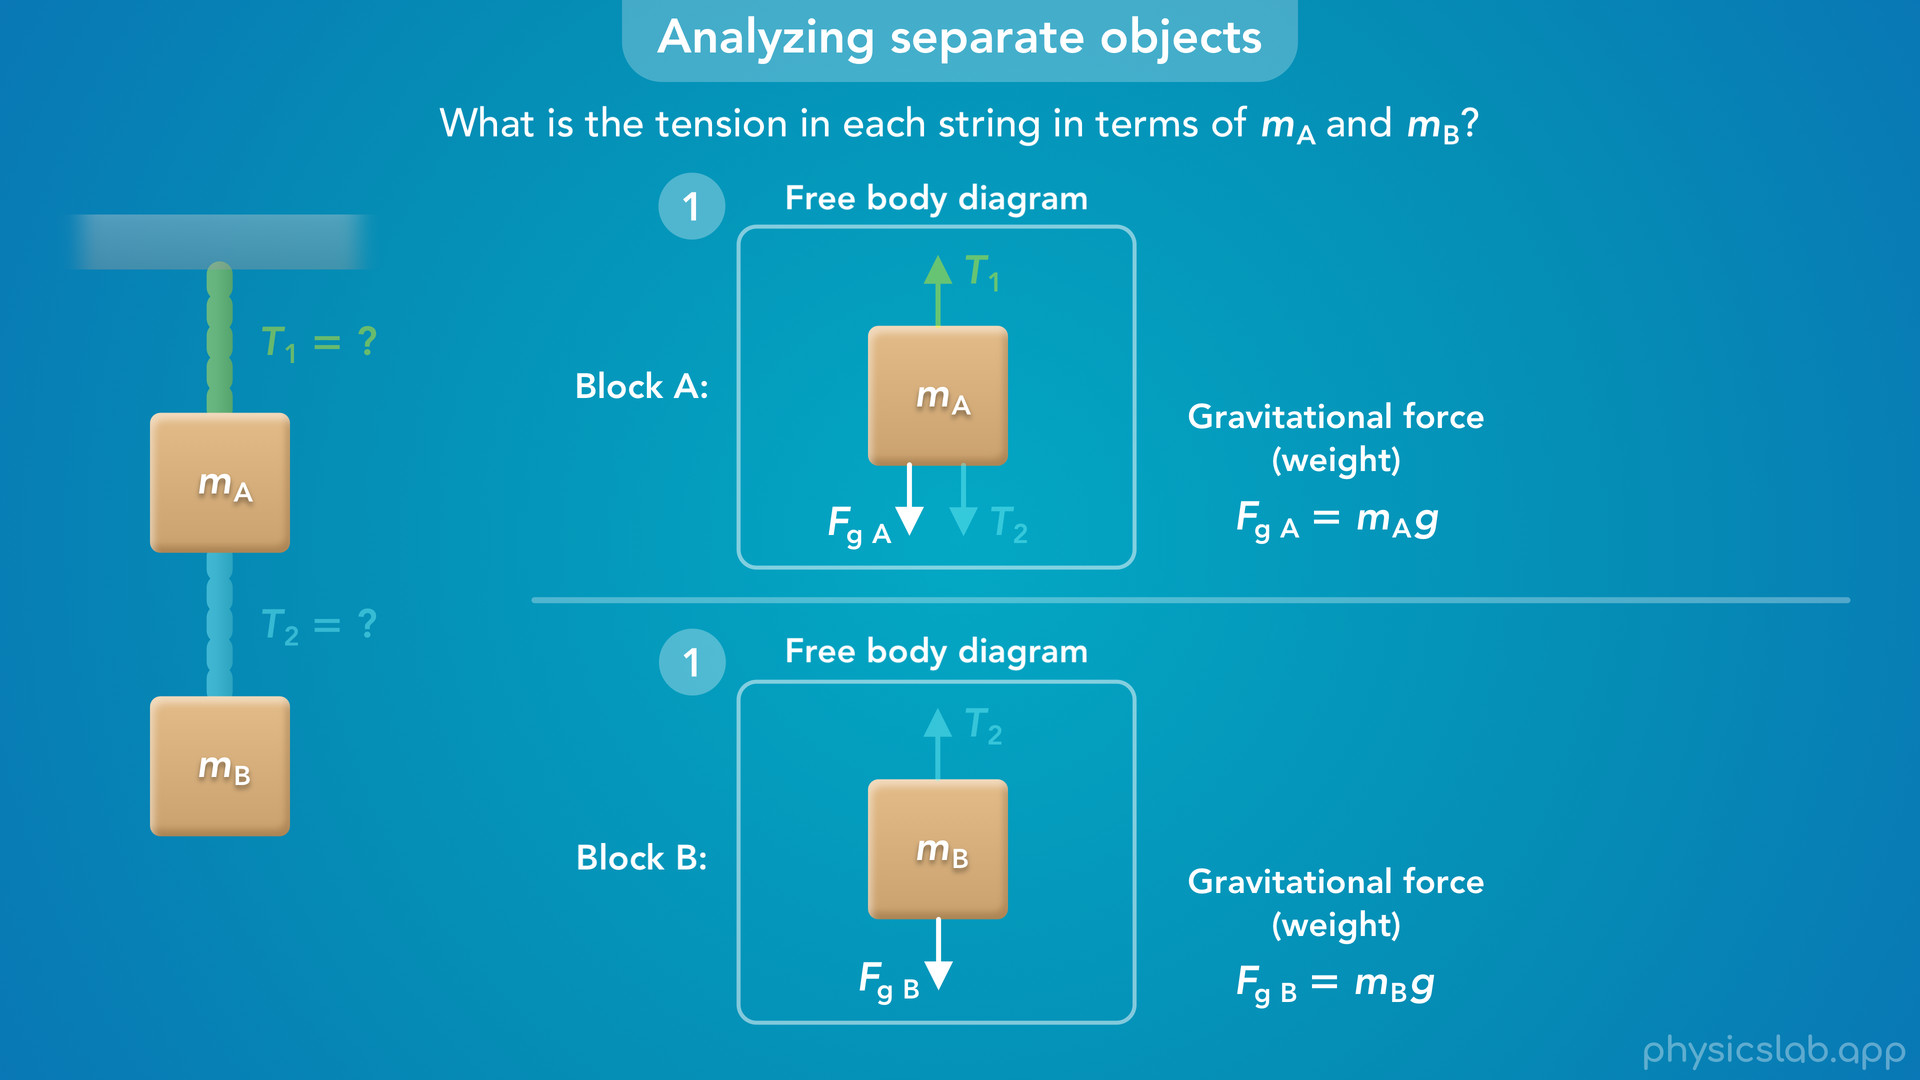 Analyzing separate objects
What is the tension in each string in terms of mA and mB?
T1 = ?
mA
T2 = ?
mB
1
Free body diagram
T1
Block A:
mA
Fg A
T2
Gravitational force
(weight)
Fg A = mAg
1
Free body diagram
T2
Block B:
mB
Fg B
Gravitational force
(weight)
Fg B = mBg
physicslab.app